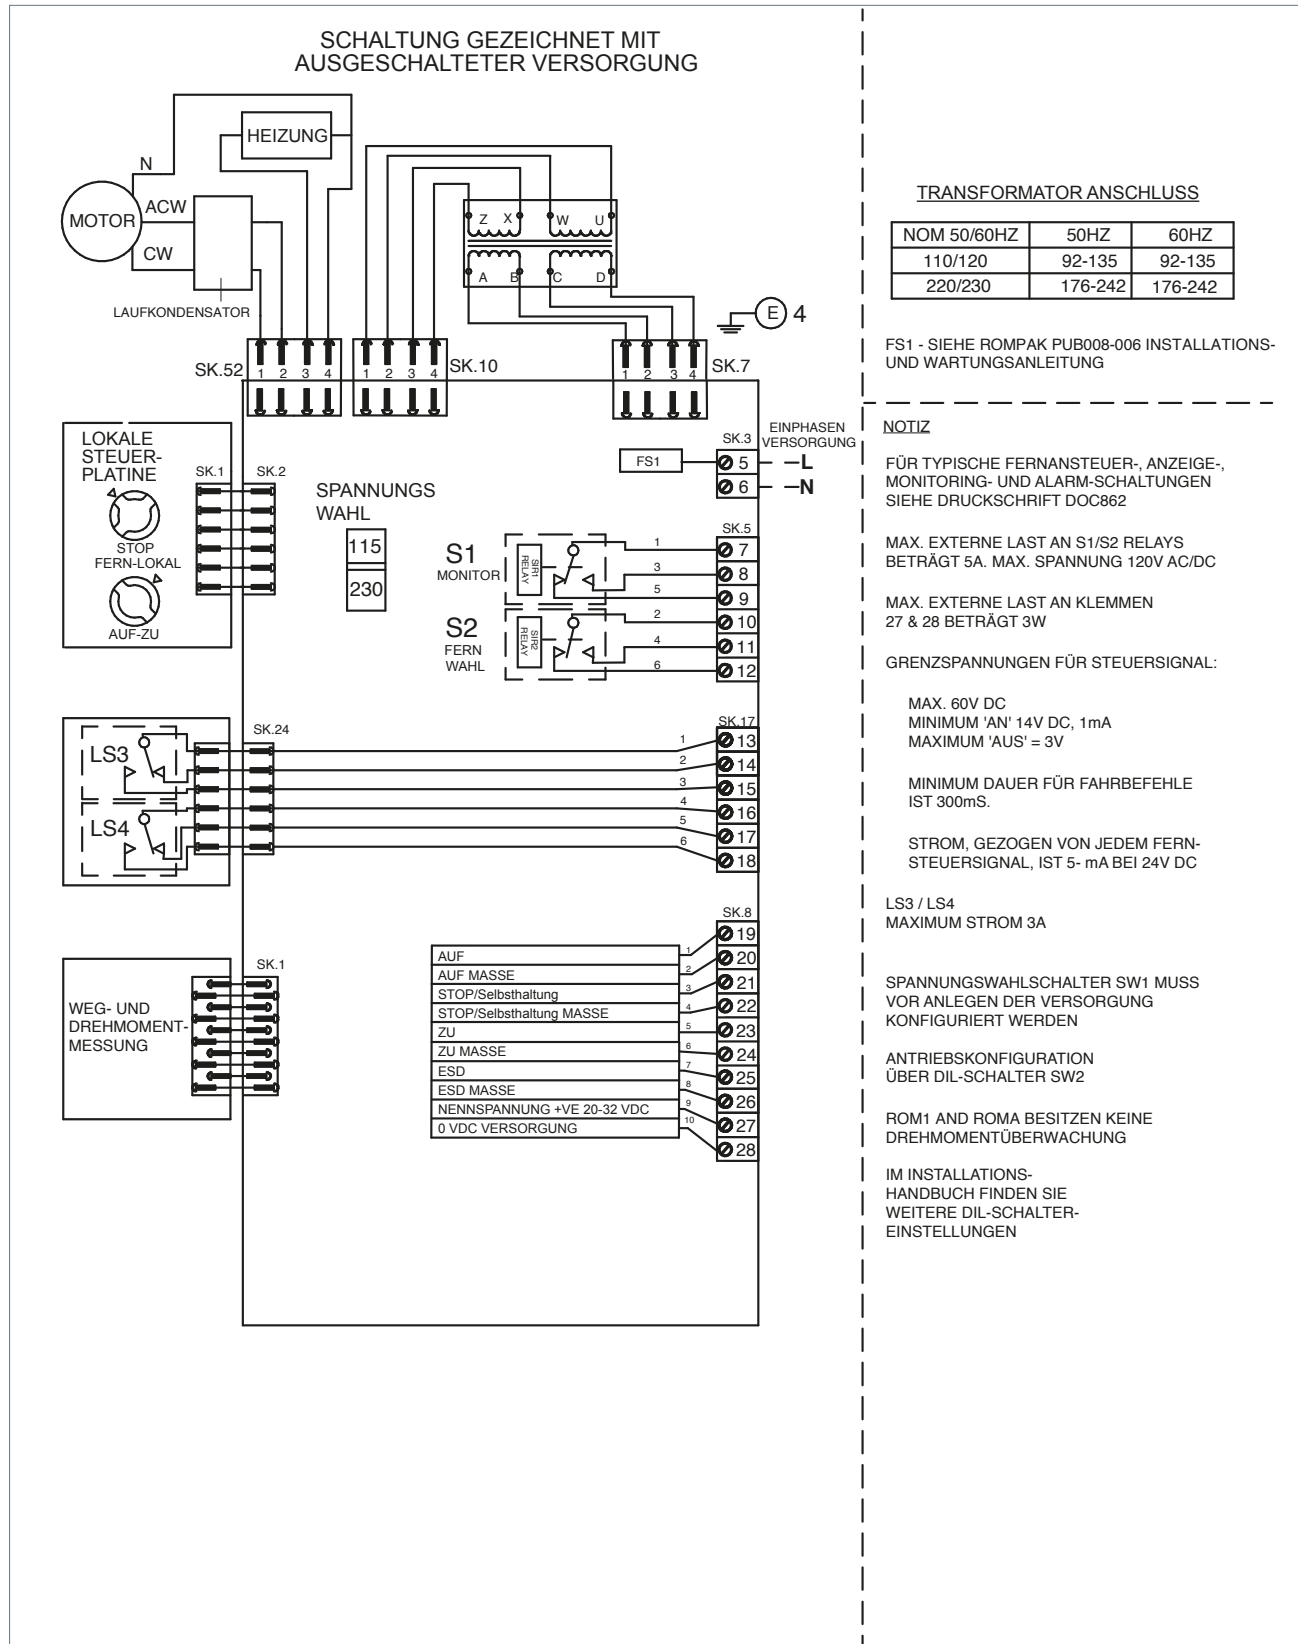 SCHALTUNG GEZEICHNET MIT
AUSGESCHALTETER VERSORGUNG
HEIZUNG
N
MOTOR
ACW
CW
LAUFKONDENSATOR
Z X W U
A B C D
E 4
SK.52
1 2 3 4
1 2 3 4
SK.10
1 2 3 4
SK.7
LOKALE
STEUER-
PLATINE
SK.1
SK.2
STOP
FERN-LOKAL
AUF-ZU
SPANNUNGS
WAHL
115
230
SK.3
EINPHASEN
VERSORGUNG
FS1
5
L
6
N
SK.5
S1
MONITOR
SIR1
RELAY
1
3
5
7
8
9
S2
FERN
WAHL
SIR2
RELAY
2
4
6
10
11
12
LS3
LS4
SK.24
SK.17
1
2
3
4
5
6
13
14
15
16
17
18
WEG- UND
DREHMOMENT-
MESSUNG
SK.1
SK.8
AUF
AUF MASSE
STOP/Selbsthaltung
STOP/Selbsthaltung MASSE
ZU
ZU MASSE
ESD
ESD MASSE
NENNSPANNUNG +VE 20-32 VDC
0 VDC VERSORGUNG
1
2
3
4
5
6
7
8
9
10
19
20
21
22
23
24
25
26
27
28
TRANSFORMATOR ANSCHLUSS
NOM 50/60HZ 50HZ 60HZ
110/120 92-135 92-135
220/230 176-242 176-242
FS1 - SIEHE ROMPAK PUB008-006 INSTALLATIONS-
UND WARTUNGSANLEITUNG
NOTIZ
FÜR TYPISCHE FERNANSTEUER-, ANZEIGE-,
MONITORING- UND ALARM-SCHALTUNGEN
SIEHE DRUCKSCHRIFT DOC862
MAX. EXTERNE LAST AN S1/S2 RELAYS
BETRÄGT 5A. MAX. SPANNUNG 120V AC/DC
MAX. EXTERNE LAST AN KLEMMEN
27 & 28 BETRÄGT 3W
GRENZSPANNUNGEN FÜR STEUERSIGNAL:
MAX. 60V DC
MINIMUM 'AN' 14V DC, 1mA
MAXIMUM 'AUS' = 3V
MINIMUM DAUER FÜR FAHRBEFEHLE
IST 300mS.
STROM, GEZOGEN VON JEDEM FERN-
STEUERSIGNAL, IST 5- mA BEI 24V DC
LS3 / LS4
MAXIMUM STROM 3A
SPANNUNGSWAHLSCHALTER SW1 MUSS
VOR ANLEGEN DER VERSORGUNG
KONFIGURIERT WERDEN
ANTRIEBSKONFIGURATION
ÜBER DIL-SCHALTER SW2
ROM1 AND ROMA BESITZEN KEINE
DREHMOMENTÜBERWACHUNG
IM INSTALLATIONS-
HANDBUCH FINDEN SIE
WEITERE DIL-SCHALTER-
EINSTELLUNGEN